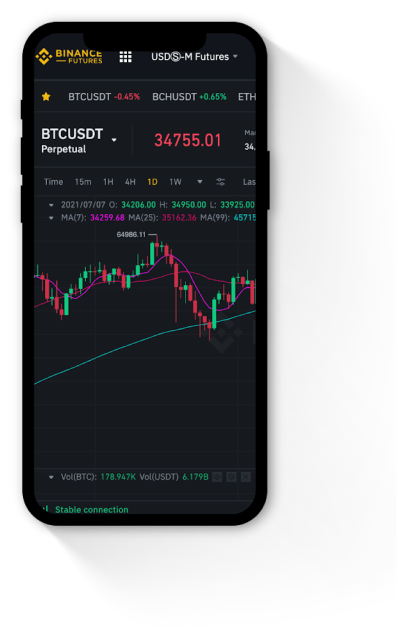 BINANCE
FUTURES
USDⓈ-M Futures
BTCUSDT -0.45% BCHUSDT +0.65% ETH
BTCUSDT
Perpetual
34755.01
34,
Time 15m 1H 4H 1D 1W
2021/07/07 O: 34206.00 H: 34950.00 L: 33925.00
MA(7): 34259.68 MA(25): 35162.36 MA(99): 45715
64986.11
Vol(BTC): 178.947K Vol(USDT) 6.179B
Stable connection